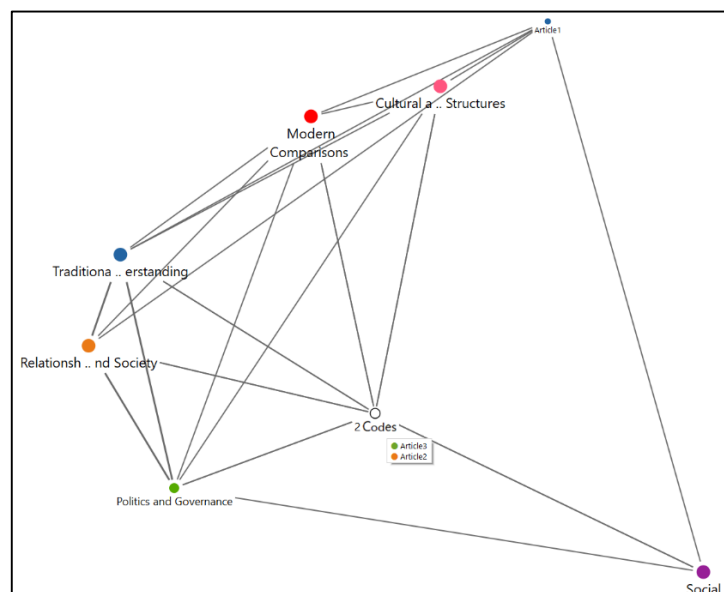 Article1
Cultural a .. Structures
Modern
Comparisons
Traditiona .. erstanding
Relationsh .. nd Society
2 Codes
Article3
Article2
Politics and Governance
Social